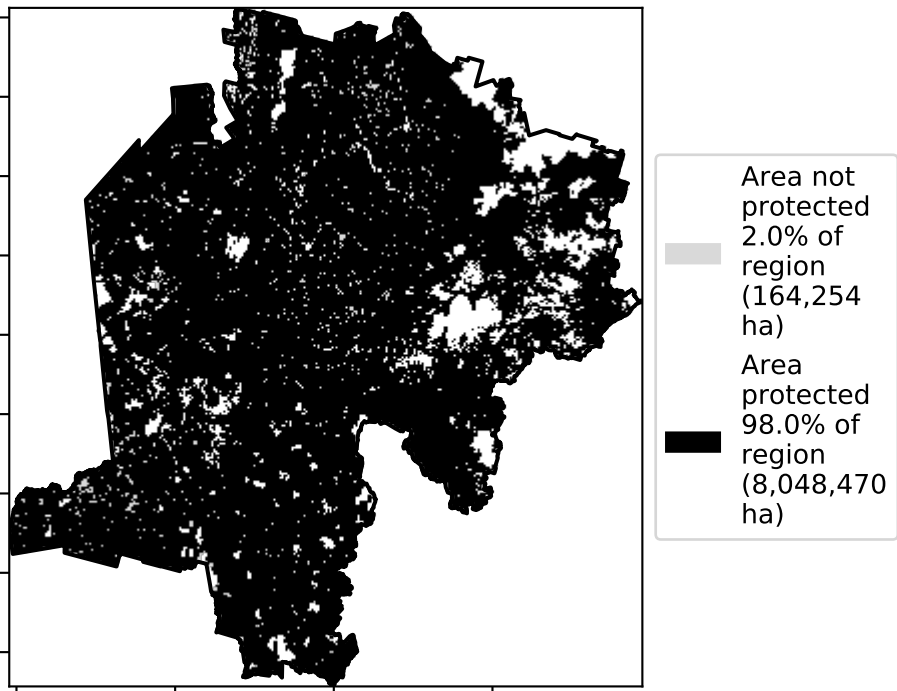 Area not
protected
2.0% of
region
(164,254
ha)
Area
protected
98.0% of
region
(8,048,470
ha)